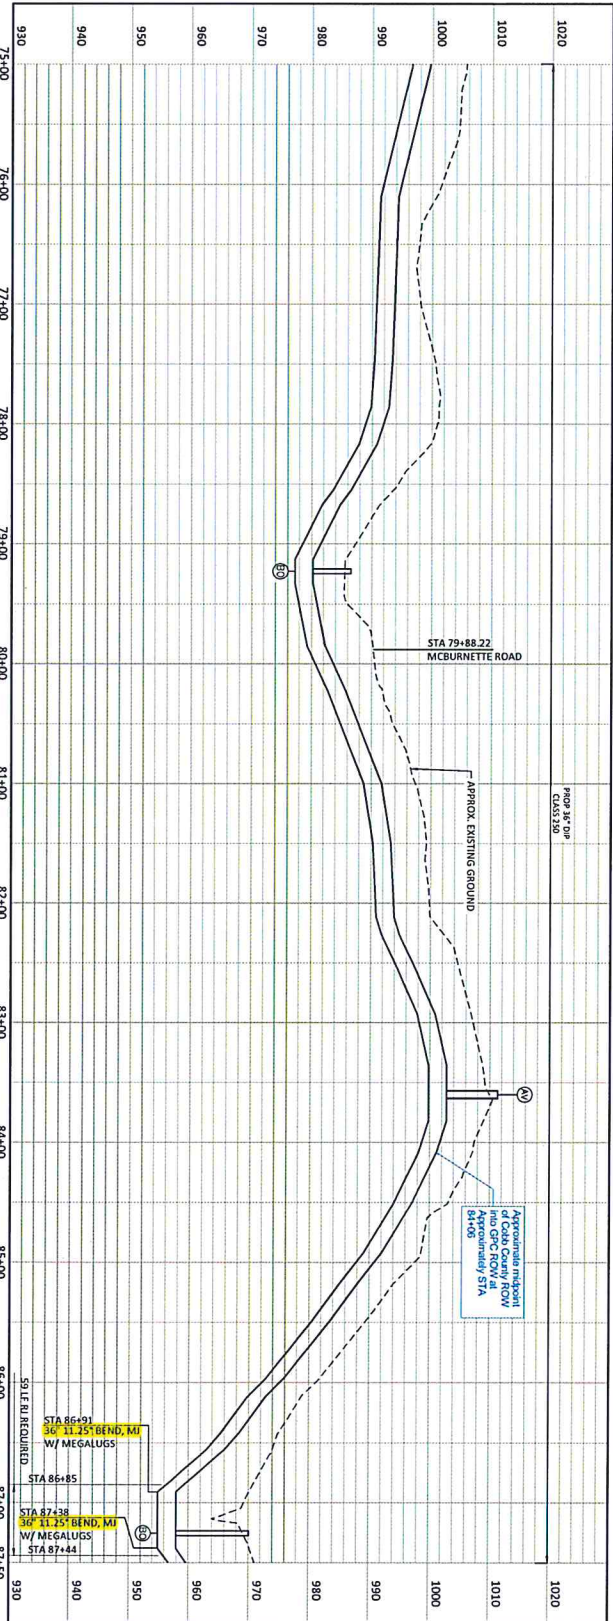 1020
1010
1000
990
980
970
960
950
940
930
1020
1010
1000
990
980
970
960
950
940
930
75+00
76+00
77+00
78+00
79+00
80+00
81+00
82+00
83+00
84+00
85+00
86+00
87+00
87+50
PROP 36" DIP
CLASS 250
STA 79+88.22
MCBURNETTE ROAD
APPROX. EXISTING GROUND
BO
AV
Approximate midpoint
of Cobb County ROW
into GPC ROW at
Approximately STA
84+06
59 LF RJ REQUIRED
STA 86+91
36" 11.25° BEND, MJ
W/ MEGALUGS
STA 86+85
STA 87+38
36" 11.25° BEND, MJ
W/ MEGALUGS
STA 87+44
BO